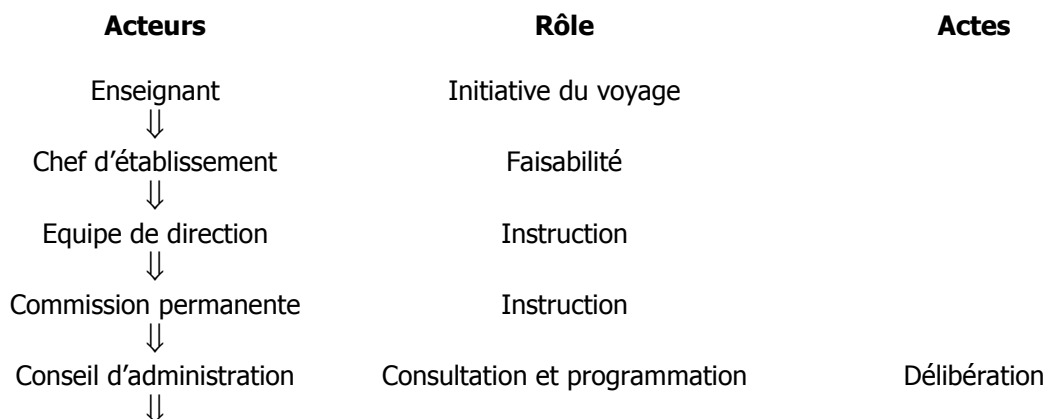 Acteurs Rôle Actes
Enseignant Initiative du voyage
⇓
Chef d’établissement Faisabilité
⇓
Equipe de direction Instruction
⇓
Commission permanente Instruction
⇓
Conseil d’administration Consultation et programmation Délibération
⇓